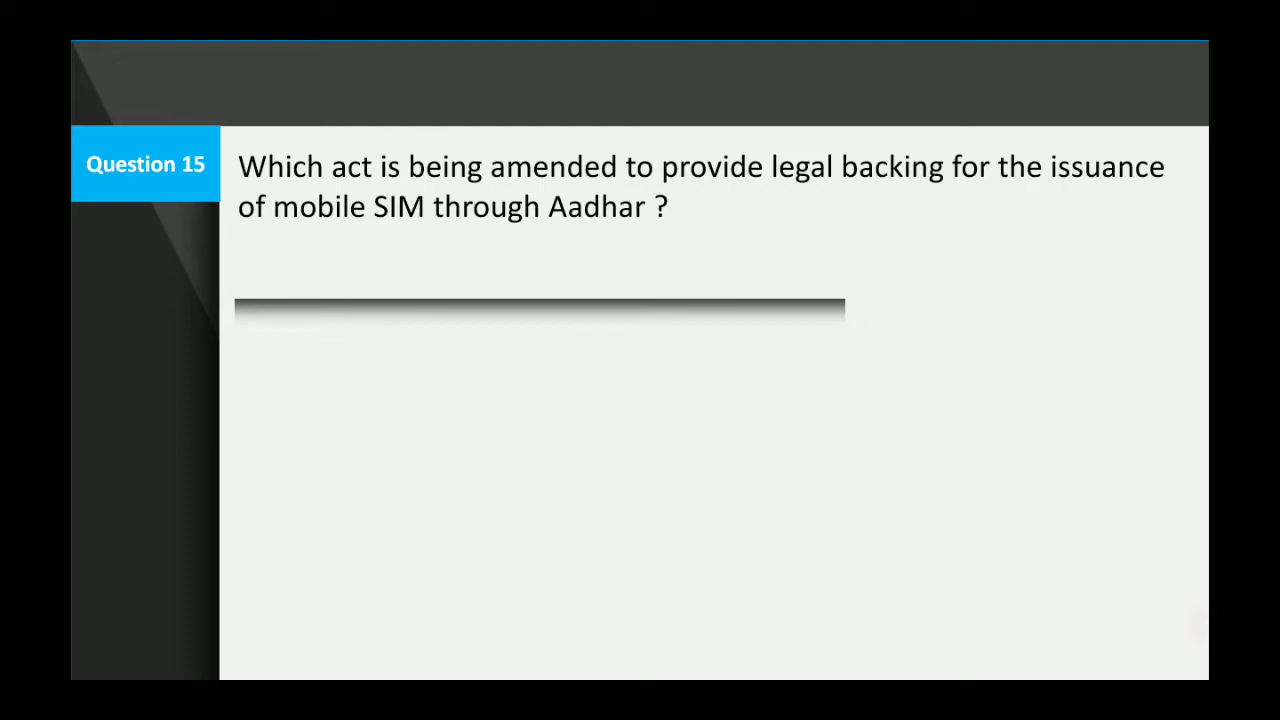 Question 15
Which act is being amended to provide legal backing for the issuance
of mobile SIM through Aadhar ?